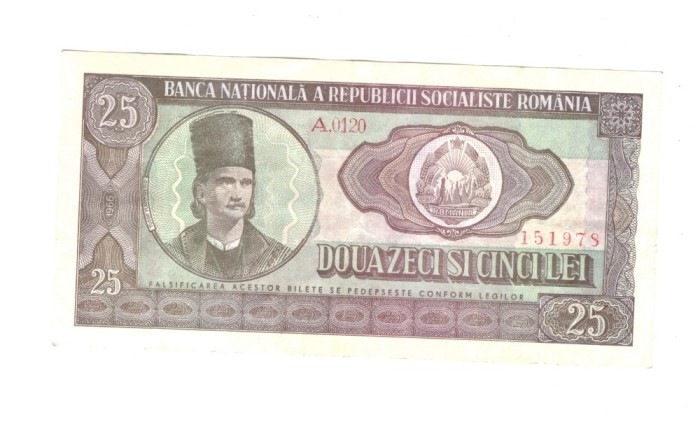 BANCA NATIONALĂ A REPUBLICII SOCIALISTE ROMÂNIA
25
A.0120
1966
151978
DOUAZECI SI CINCI LEI
25
FALSIFICAREA ACESTOR BILETE SE PEDEPSESTE CONFORM LEGILOR
25